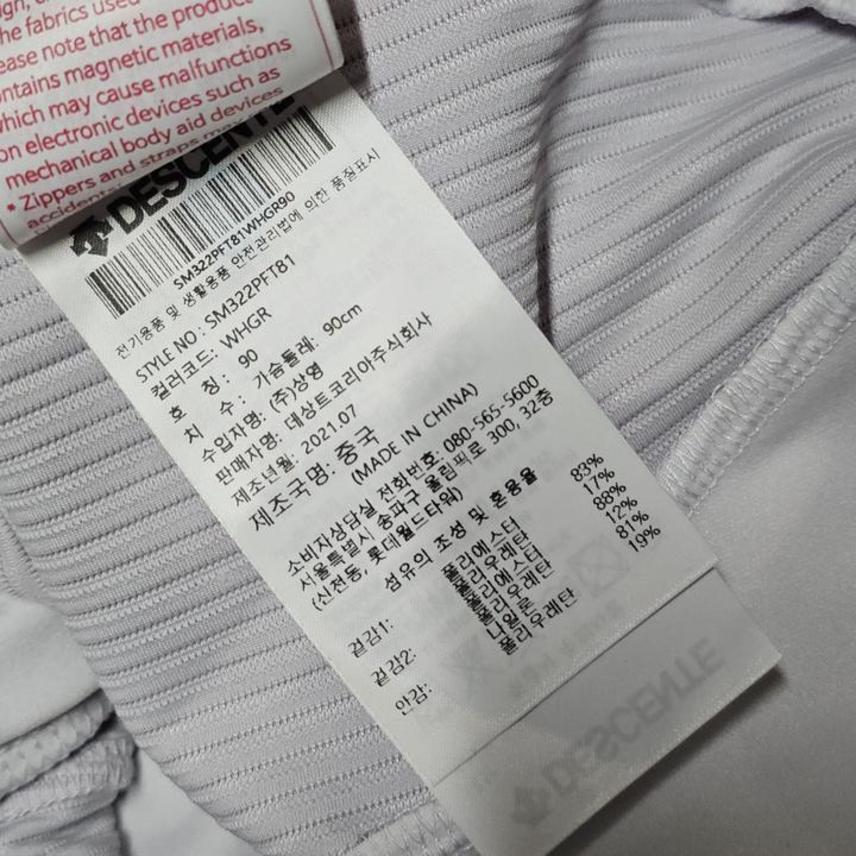 sign, c
the fabrics used
ease note that the product
contains magnetic materials,
which may cause malfunctions
on electronic devices such as
mechanical body aid devices
* Zippers and straps may
accidents
DESCENTE
SM322PFT81WHGR90
전기용품 및 생활용품 안전관리법에 의한 품질표시
STYLE NO : SM322PFT81
컬러코드: WHGR
호 칭 : 90
치 수 : 가슴둘레: 90cm
수입자명: (주)상영
판매자명: 데상트코리아주식회사
제조년월 : 2021.07
제조국명: 중국
(MADE IN CHINA)
소비자상담실 전화번호: 080-565-5600
서울특별시 송파구 올림픽로 300, 32층
(신천동, 롯데월드타워)
섬유의 조성 및 혼용율
겉감1: 폴리에스터 83%
폴리우레탄 17%
겉감2: 폴리에스터 88%
폴리우레탄 12%
안감: 나일론 81%
폴리우레탄 19%
DESCENTE